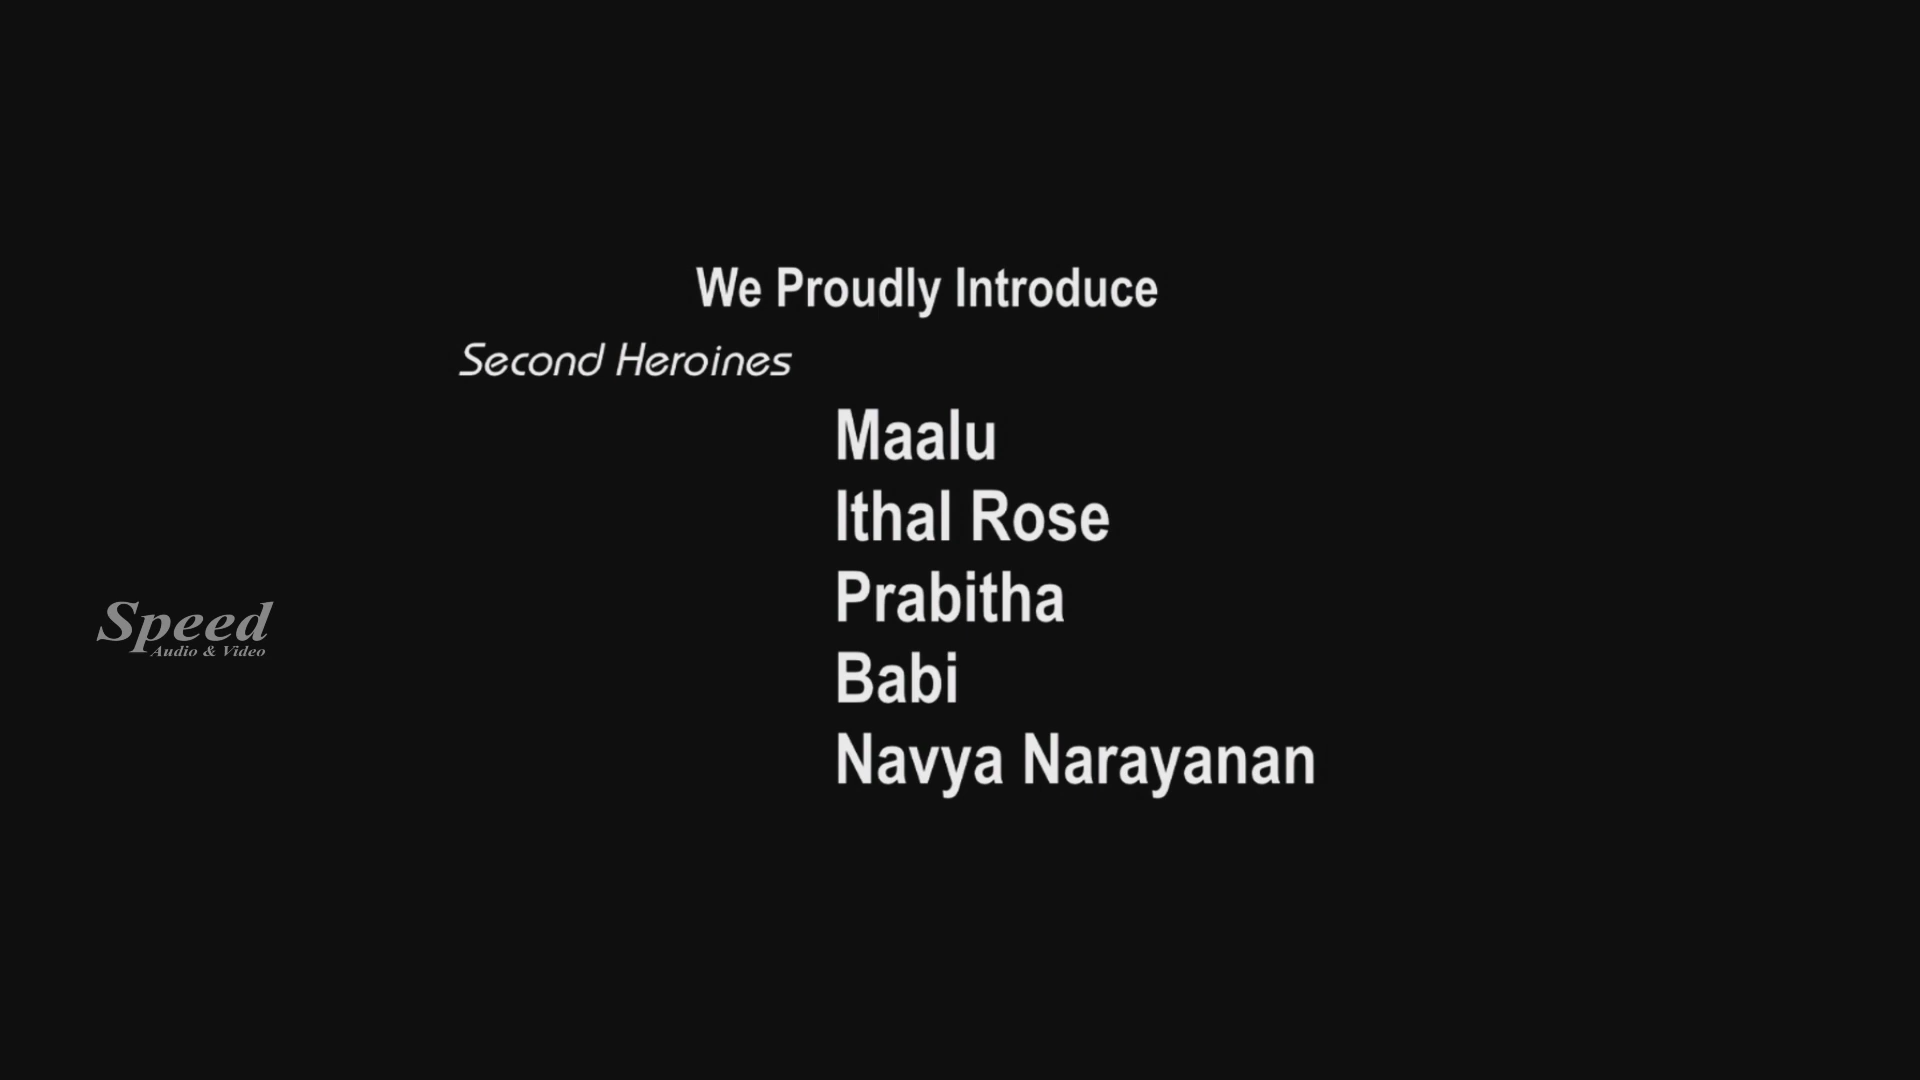 We Proudly Introduce
Second Heroines
Maalu
Ithal Rose
Prabitha
Babi
Navya Narayanan
Speed
Audio & Video